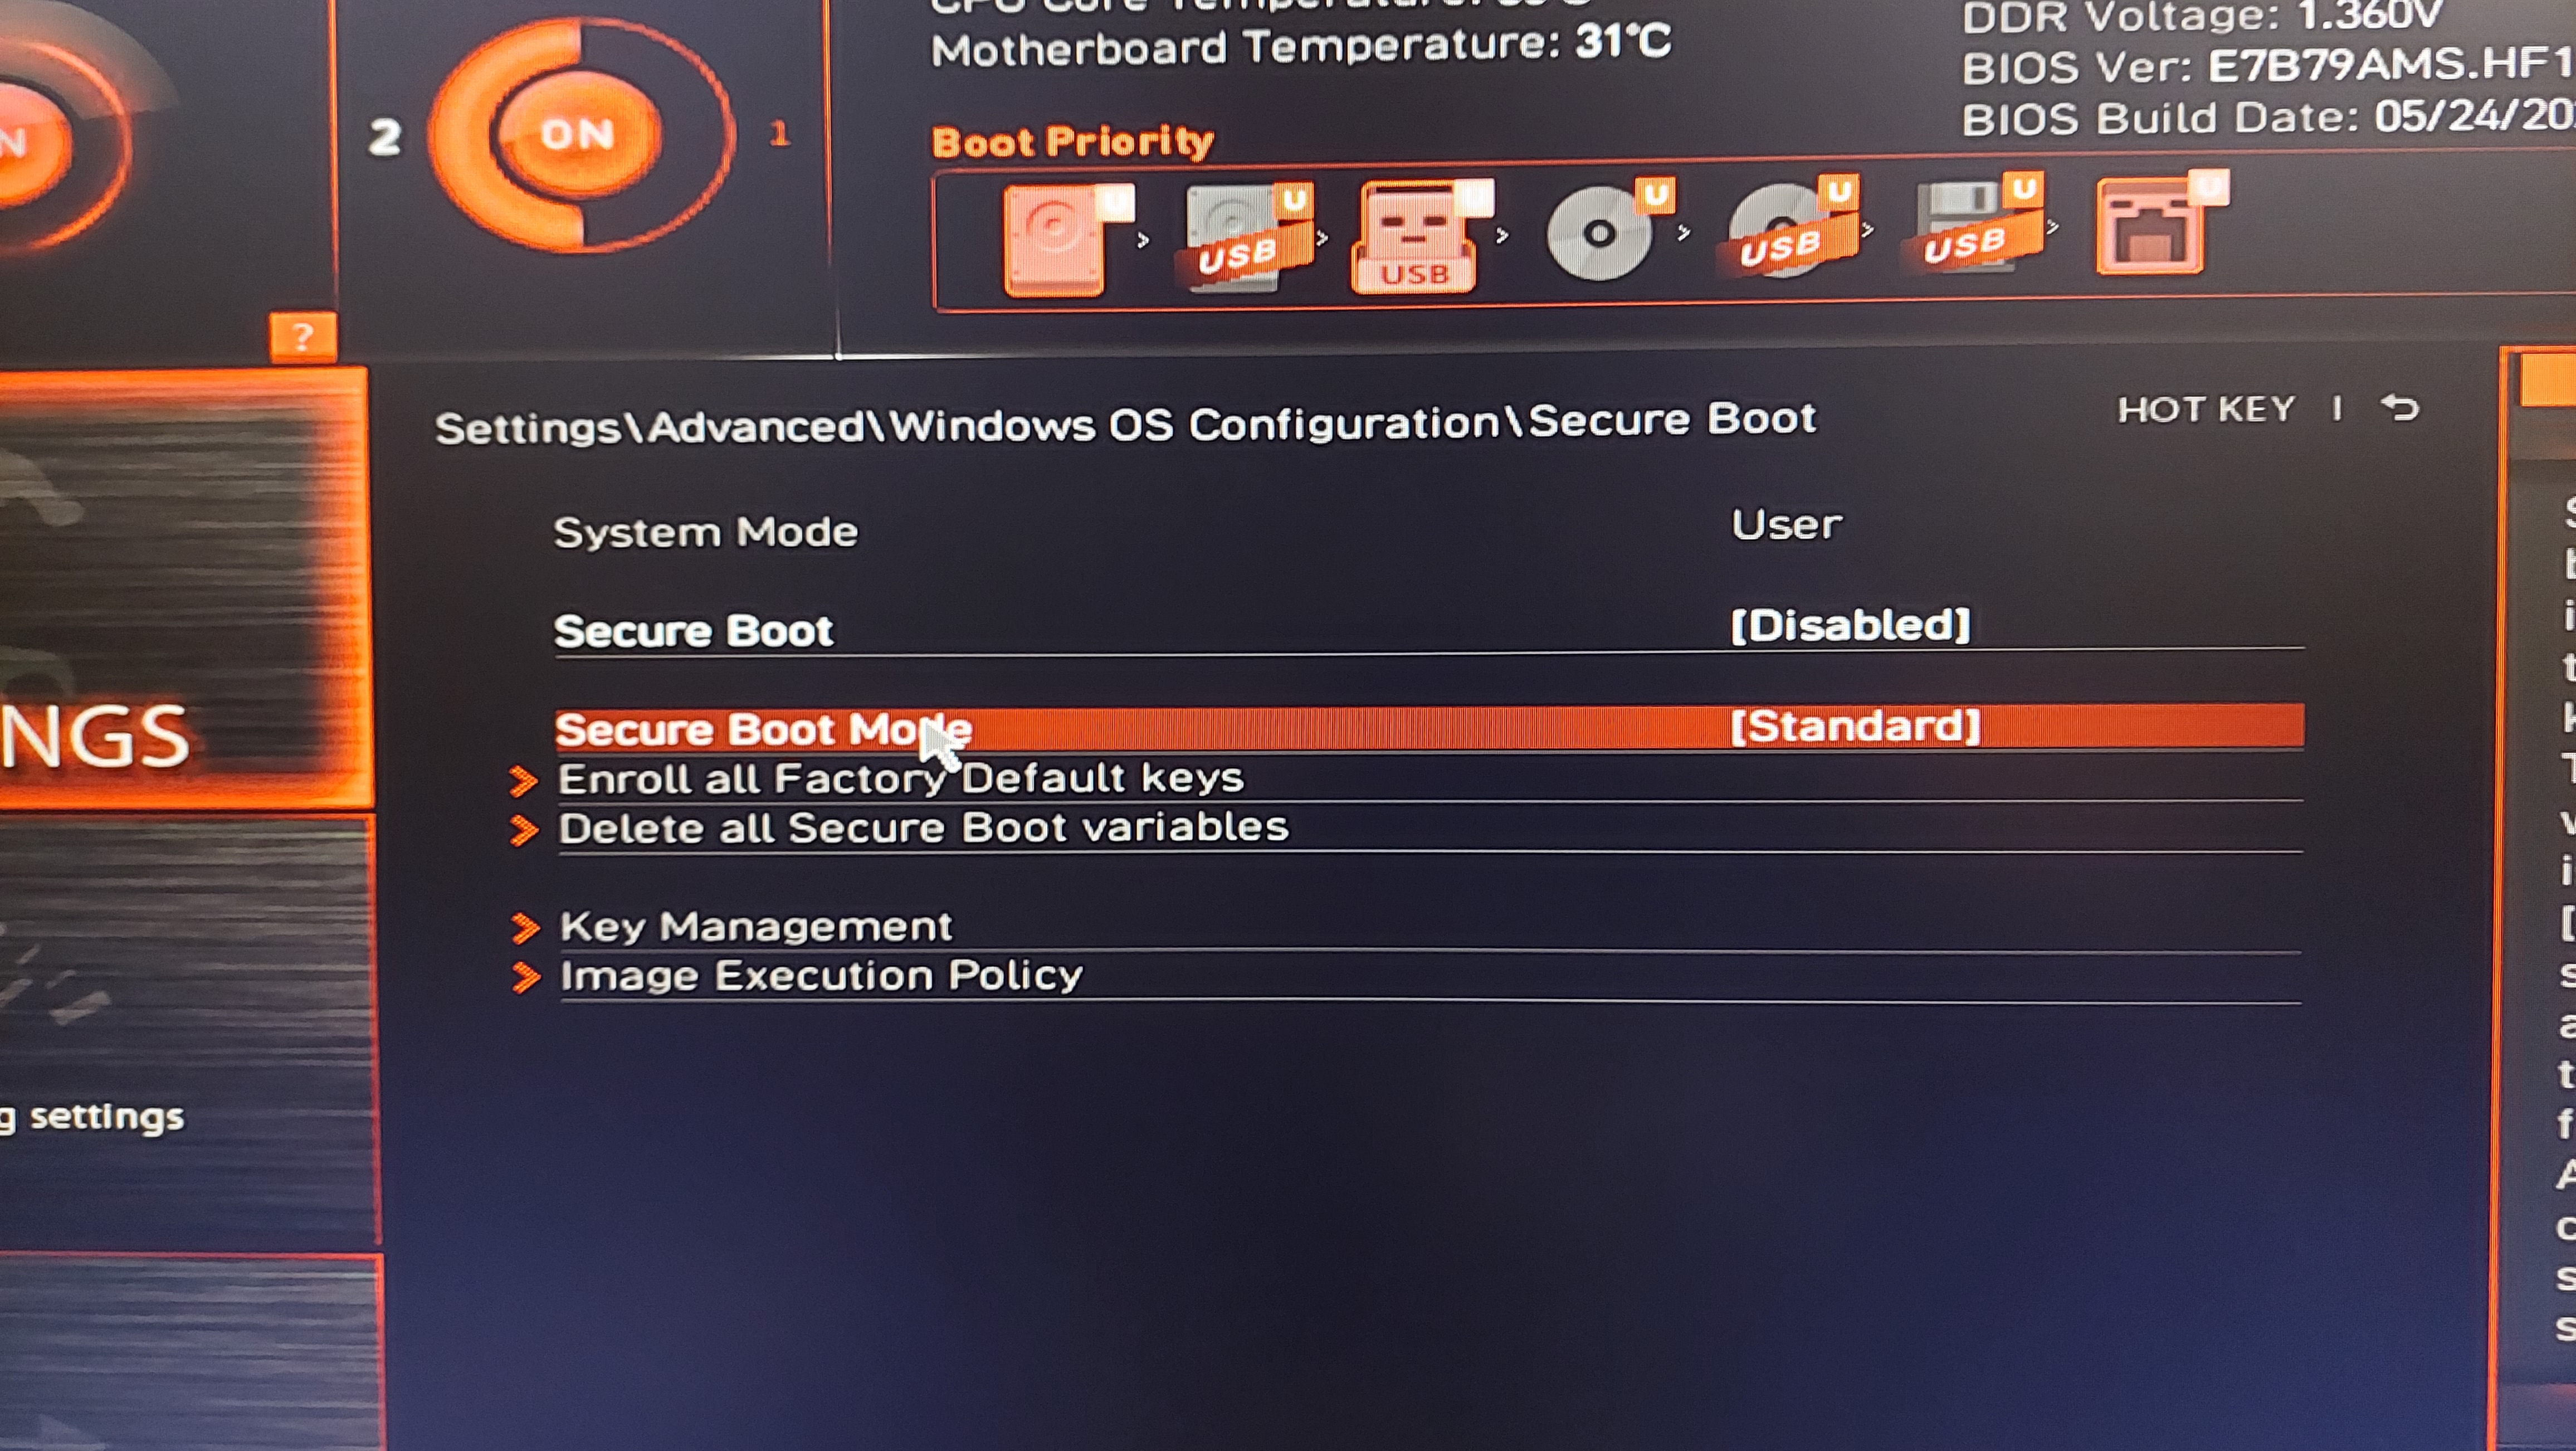 Motherboard Temperature: 31°C
DDR Voltage: 1.360V
BIOS Ver: E7B79AMS.HF1
BIOS Build Date: 05/24/20
2
ON
1
Boot Priority
U
U
USB
U
USB
U
U
USB
U
USB
U
?
Settings\Advanced\Windows OS Configuration\Secure Boot
HOT KEY |
System Mode User
Secure Boot [Disabled]
Secure Boot Mode [Standard]
Enroll all Factory Default keys
Delete all Secure Boot variables
Key Management
Image Execution Policy
NGS
g settings